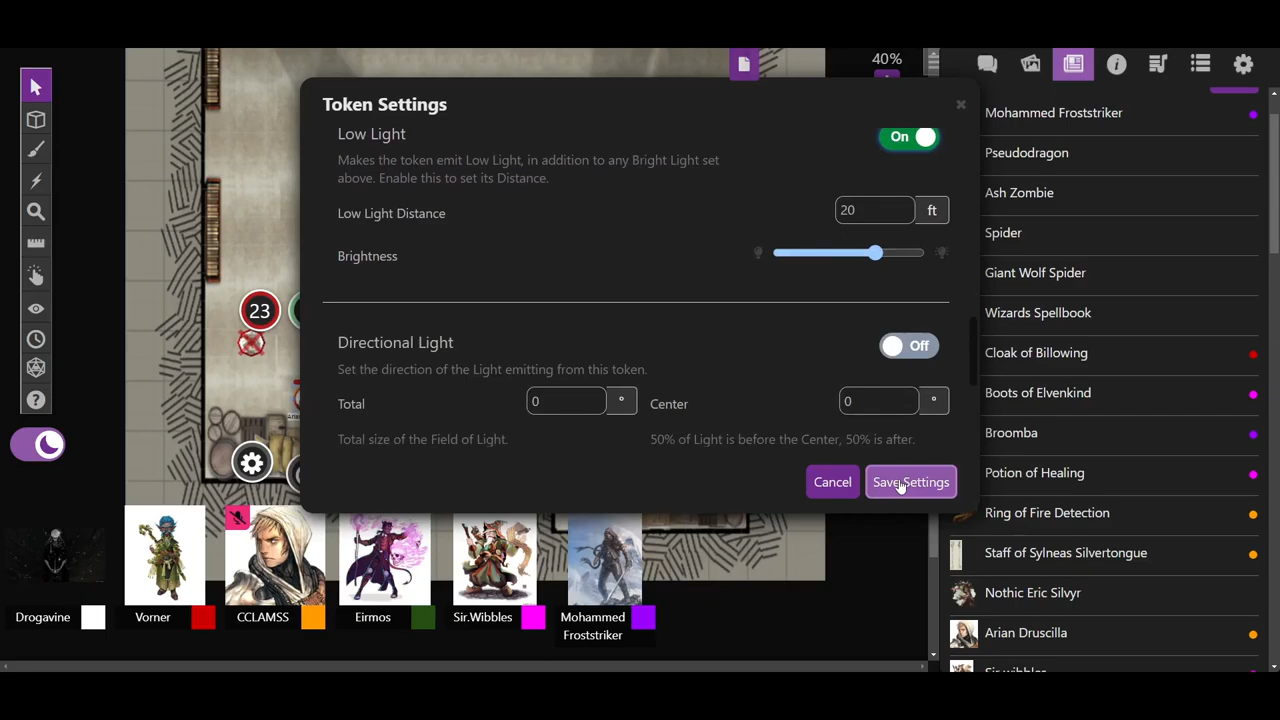 40%
Token Settings
×
Low Light
On
Makes the token emit Low Light, in addition to any Bright Light set
above. Enable this to set its Distance.
Low Light Distance
20
ft
Brightness
Directional Light
Off
Set the direction of the Light emitting from this token.
Total
0
°
Center
0
°
Total size of the Field of Light.
50% of Light is before the Center, 50% is after.
Cancel
Save Settings
23
Drogavine
Vorner
CCLAMSS
Eirmos
Sir.Wibbles
Mohammed
Froststriker
Mohammed Froststriker
Pseudodragon
Ash Zombie
Spider
Giant Wolf Spider
Wizards Spellbook
Cloak of Billowing
Boots of Elvenkind
Broomba
Potion of Healing
Ring of Fire Detection
Staff of Sylneas Silvertongue
Nothic Eric Silvyr
Arian Druscilla
Sir.wibbles